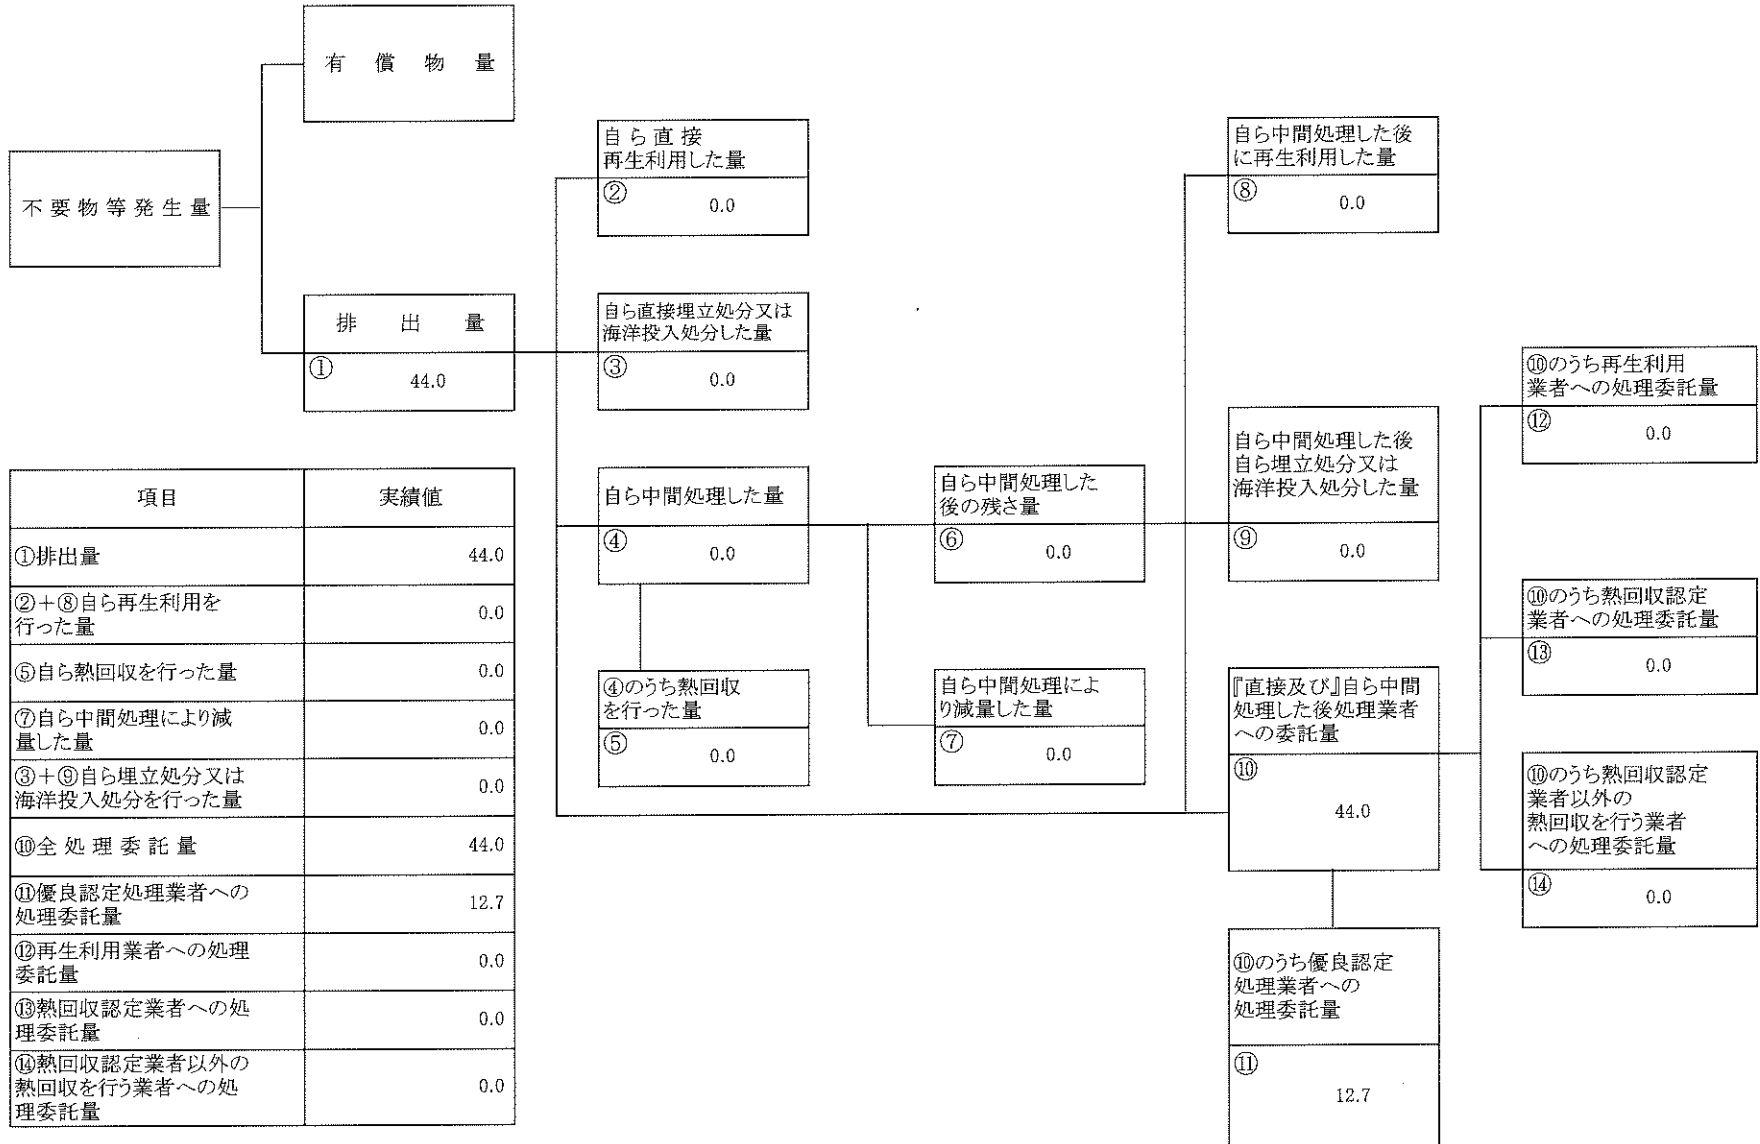 有 償 物 量
不 要 物 等 発 生 量
排 出 量
①
44.0
自 ら 直 接
再生利用した量
②
0.0
自ら直接埋立処分又は
海洋投入処分した量
③
0.0
自ら中間処理した量
④
0.0
④のうち熱回収
を行った量
⑤
0.0
自ら中間処理した
後の残さ量
⑥
0.0
自ら中間処理によ
り減量した量
⑦
0.0
自ら中間処理した後
に再生利用した量
⑧
0.0
自ら中間処理した後
自ら埋立処分又は
海洋投入処分した量
⑨
0.0
『直接及び』自ら中間
処理した後処理業者
への委託量
⑩
44.0
⑩のうち優良認定
処理業者への
処理委託量
⑪
12.7
⑩のうち再生利用
業者への処理委託量
⑫
0.0
⑩のうち熱回収認定
業者への処理委託量
⑬
0.0
⑩のうち熱回収認定
業者以外の
熱回収を行う業者
への処理委託量
⑭
0.0
項目 実績値
①排出量 44.0
②+⑧自ら再生利用を
行った量 0.0
⑤自ら熱回収を行った量 0.0
⑦自ら中間処理により減
量した量 0.0
③+⑨自ら埋立処分又は
海洋投入処分を行った量 0.0
⑩全 処 理 委 託 量 44.0
⑪優良認定処理業者への
処理委託量 12.7
⑫再生利用業者への処理
委託量 0.0
⑬熱回収認定業者への処
理委託量 0.0
⑭熱回収認定業者以外の
熱回収を行う業者への処
理委託量 0.0